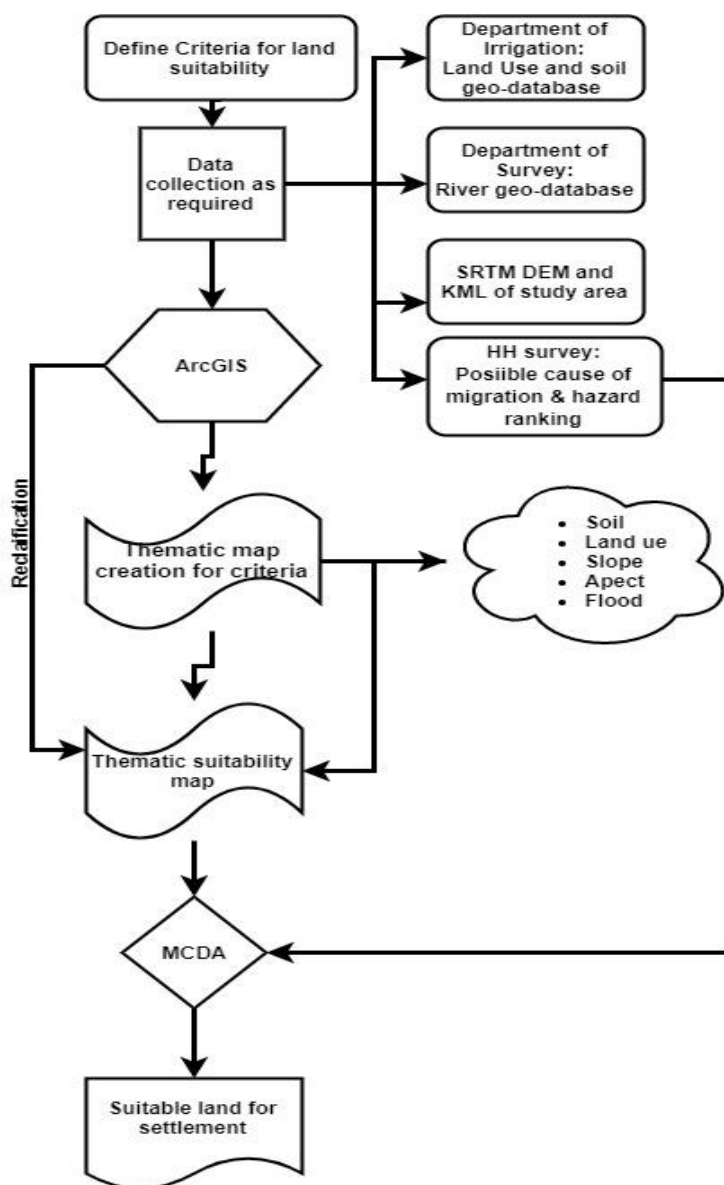 Define Criteria for land
suitability
Department of
Irrigation:
Land Use and soil
geo-database
Data
collection as
required
Department of
Survey:
River geo-database
SRTM DEM and
KML of study area
HH survey:
Posiible cause of
migration & hazard
ranking
ArcGIS
Reclaification
Thematic map
creation for criteria
• Soil
• Land ue
• Slope
• Apect
• Flood
Thematic suitability
map
MCDA
Suitable land for
settlement